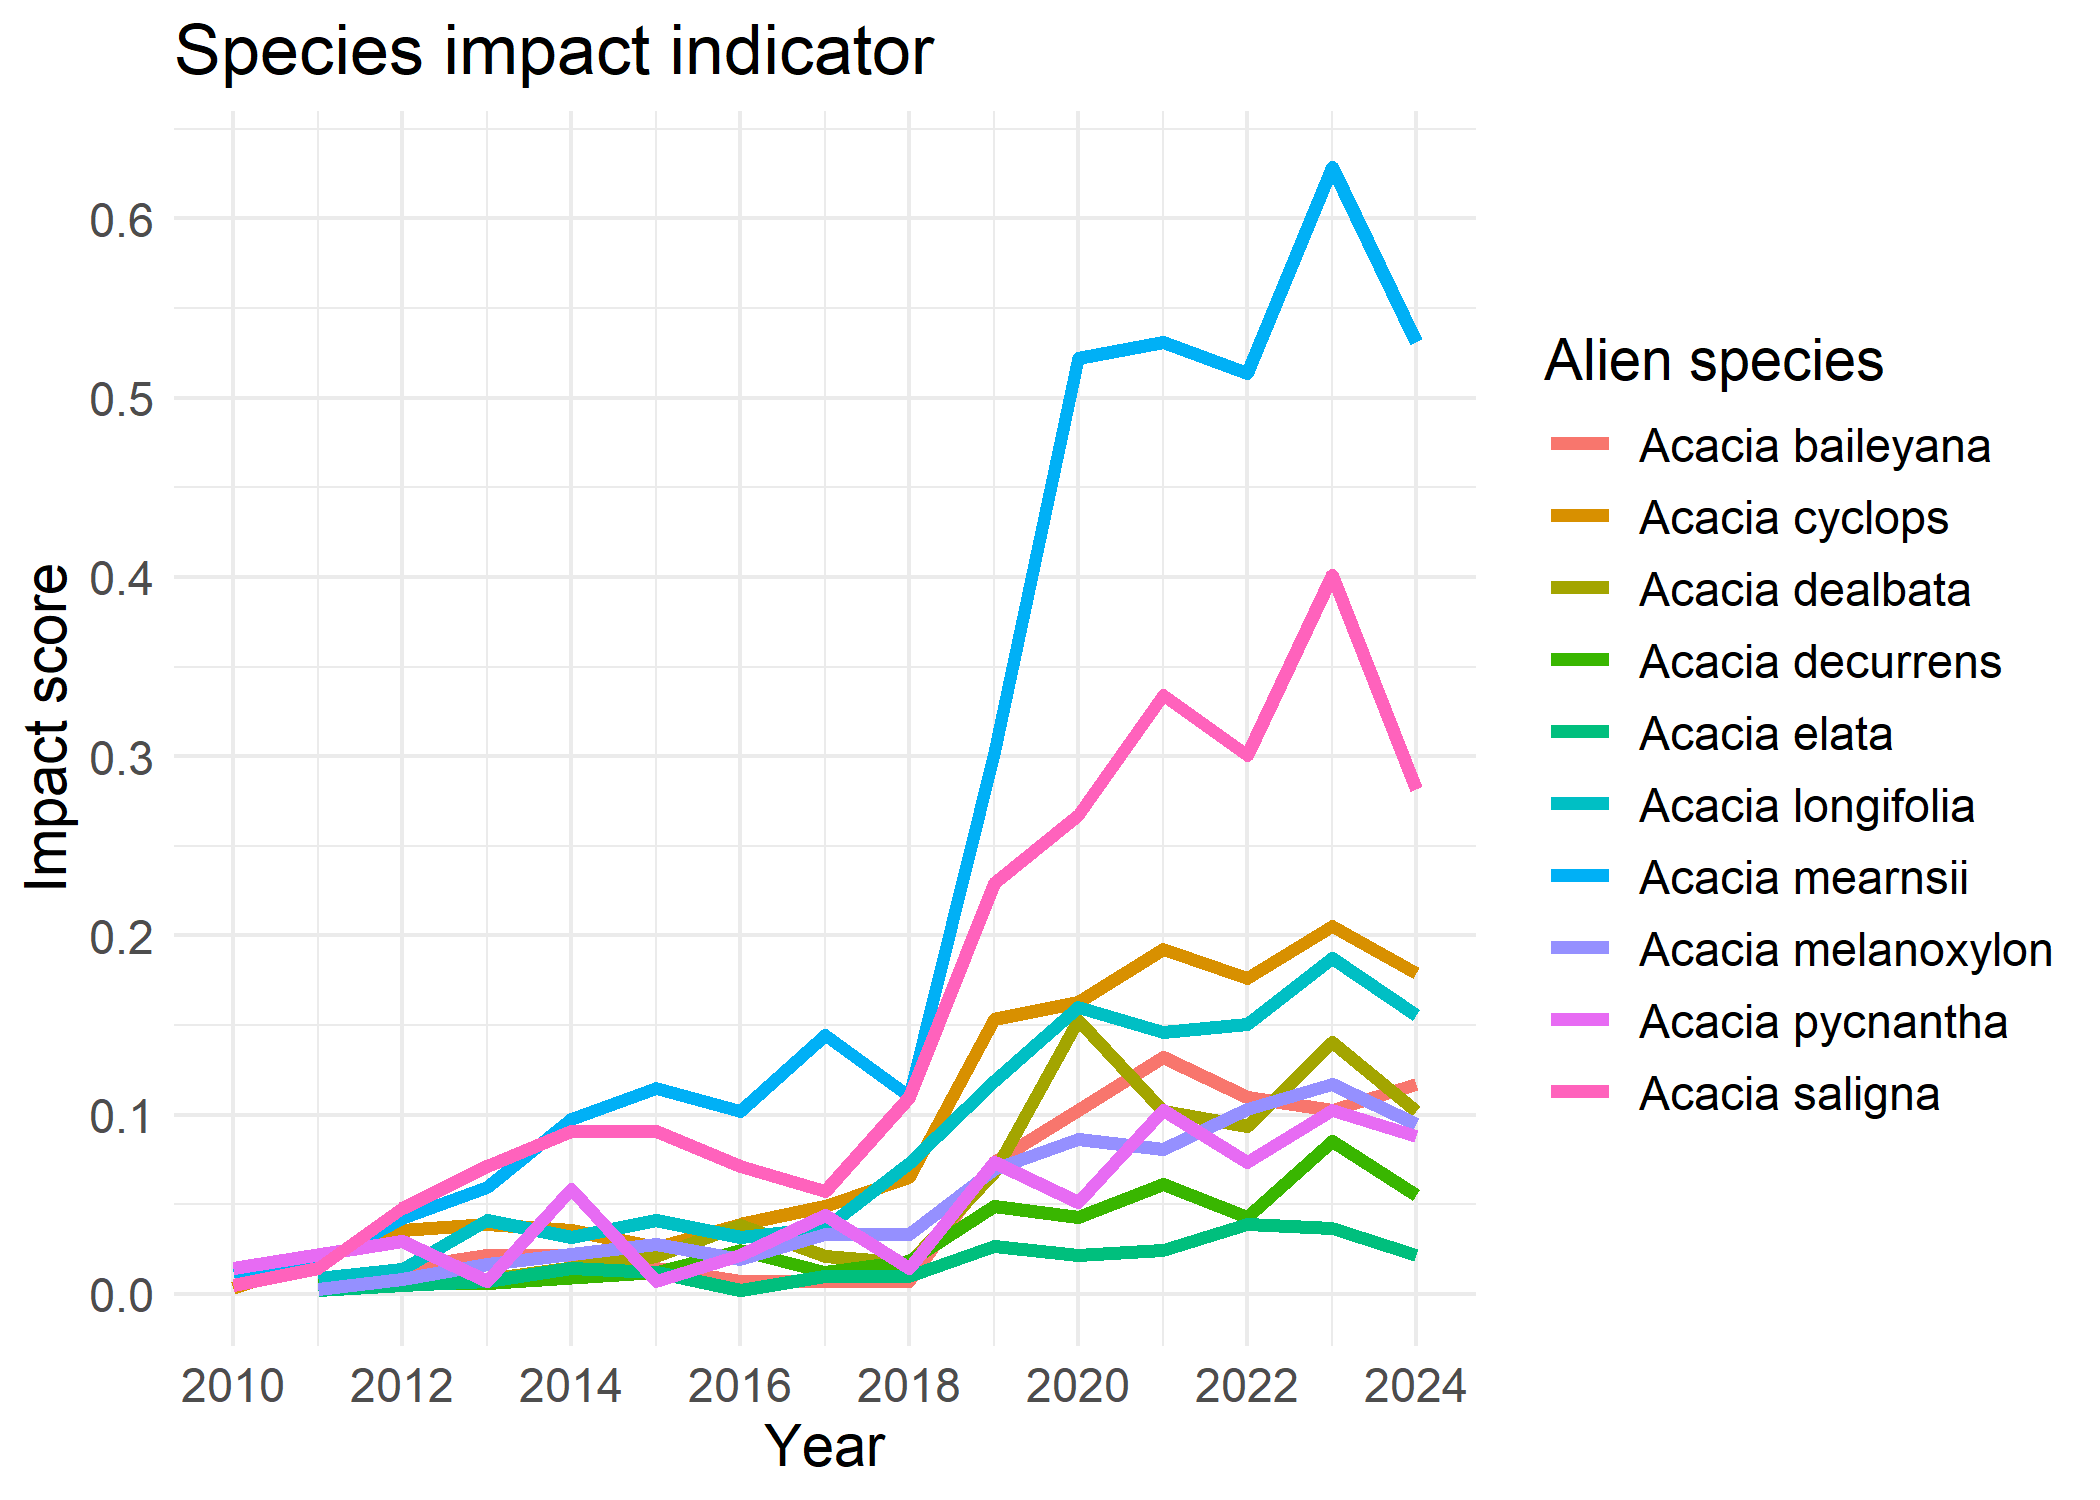 Species impact indicator
0.6
0.5
0.4
0.3
0.2
0.1
0.0
Impact score
2010 2012 2014 2016 2018 2020 2022 2024
Year
Alien species
Acacia baileyana
Acacia cyclops
Acacia dealbata
Acacia decurrens
Acacia elata
Acacia longifolia
Acacia mearnsii
Acacia melanoxylon
Acacia pycnantha
Acacia saligna